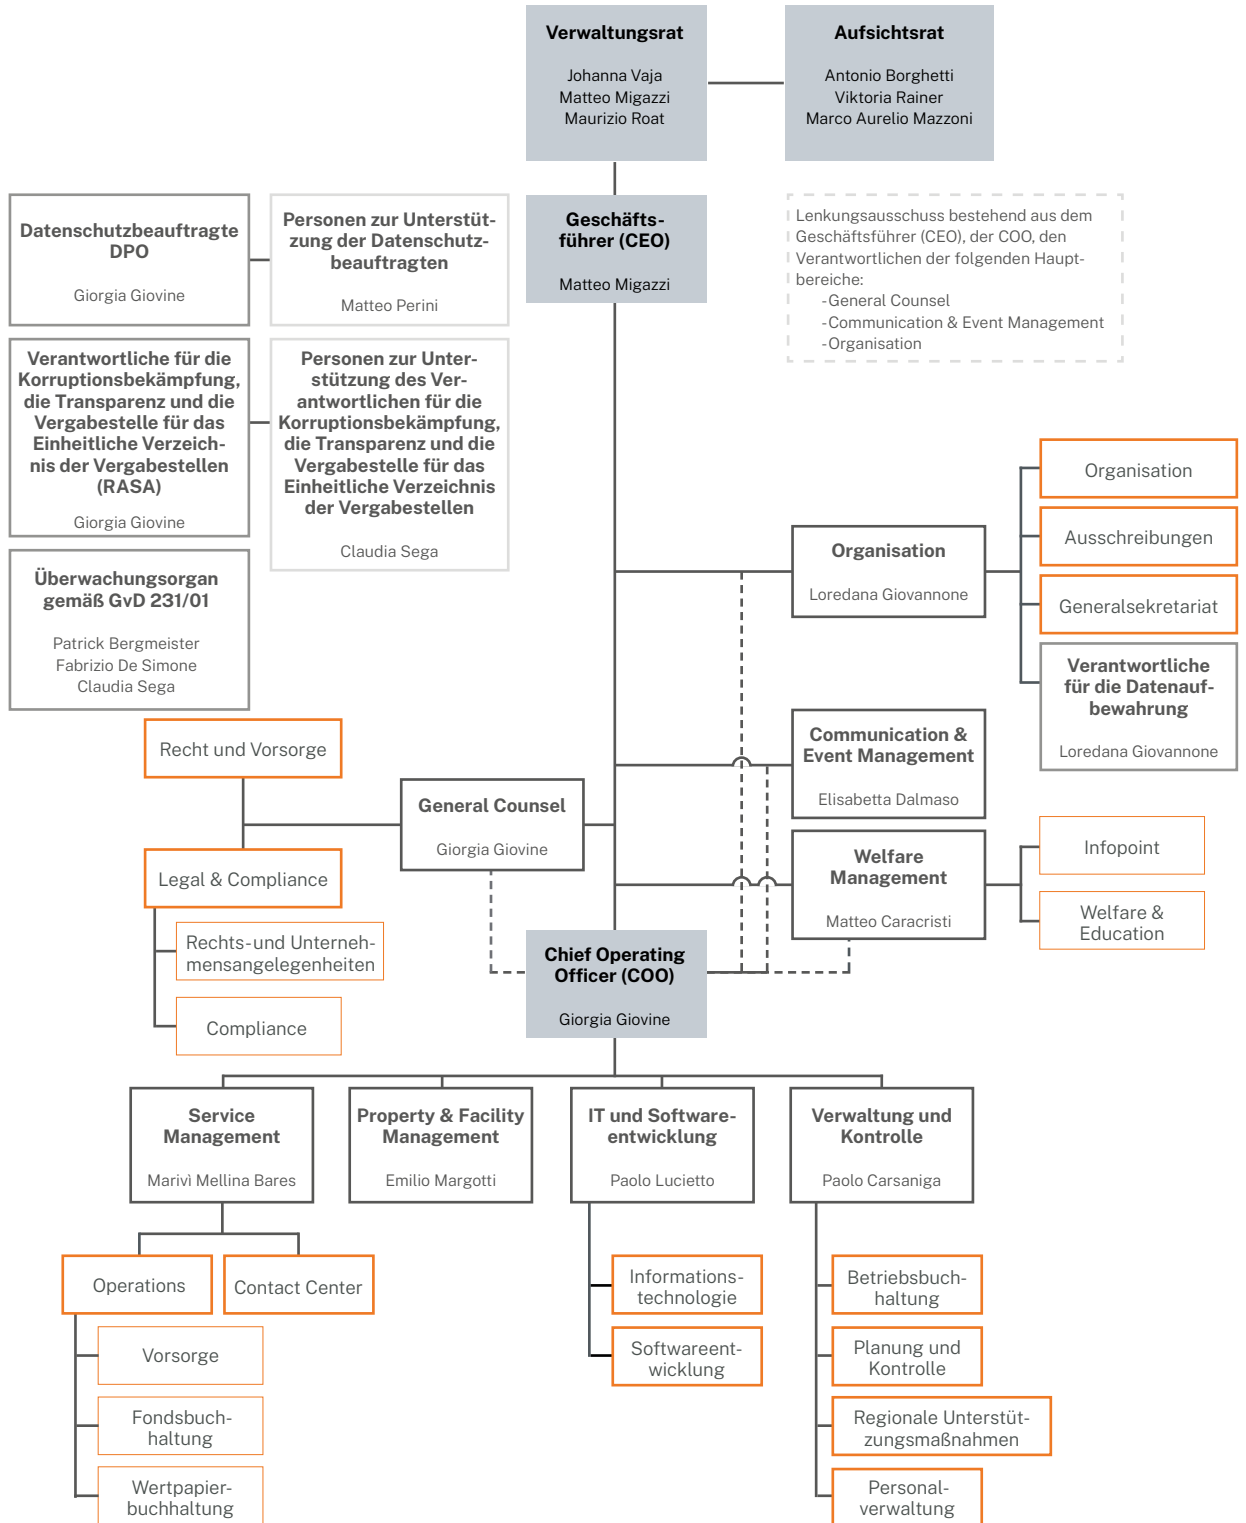 Verwaltungsrat
Johanna Vaja
Matteo Migazzi
Maurizio Roat
Aufsichtsrat
Antonio Borghetti
Viktoria Rainer
Marco Aurelio Mazzoni
Datenschutzbeauftragte
DPO
Giorgia Giovine
Personen zur Unterstüt-
zung der Datenschutz-
beauftragten
Matteo Perini
Geschäfts-
führer (CEO)
Matteo Migazzi
Lenkungsausschuss bestehend aus dem
Geschäftsführer (CEO), der COO, den
Verantwortlichen der folgenden Haupt-
bereiche:
-General Counsel
-Communication & Event Management
-Organisation
Verantwortliche für die
Korruptionsbekämpfung,
die Transparenz und die
Vergabestelle für das
Einheitliche Verzeich-
nis der Vergabestellen
(RASA)
Giorgia Giovine
Personen zur Unter-
stützung des Ver-
antwortlichen für die
Korruptionsbekämpfung,
die Transparenz und die
Vergabestelle für das
Einheitliche Verzeichnis
der Vergabestellen
Claudia Sega
Überwachungsorgan
gemäß GvD 231/01
Patrick Bergmeister
Fabrizio De Simone
Claudia Sega
Organisation
Loredana Giovannone
Organisation
Ausschreibungen
Generalsekretariat
Verantwortliche
für die Datenauf-
bewahrung
Loredana Giovannone
Recht und Vorsorge
General Counsel
Giorgia Giovine
Communication &
Event Management
Elisabetta Dalmaso
Legal & Compliance
Rechts-und Unterneh-
mensangelegenheiten
Compliance
Welfare
Management
Matteo Caracristi
Infopoint
Welfare &
Education
Chief Operating
Officer (COO)
Giorgia Giovine
Service
Management
Marivì Mellina Bares
Property & Facility
Management
Emilio Margotti
IT und Software-
entwicklung
Paolo Lucietto
Verwaltung und
Kontrolle
Paolo Carsaniga
Operations
Contact Center
Vorsorge
Fondsbuch-
haltung
Wertpapier-
buchhaltung
Informations-
technologie
Softwareent-
wicklung
Betriebsbuch-
haltung
Planung und
Kontrolle
Regionale Unterstüt-
zungsmaßnahmen
Personal-
verwaltung